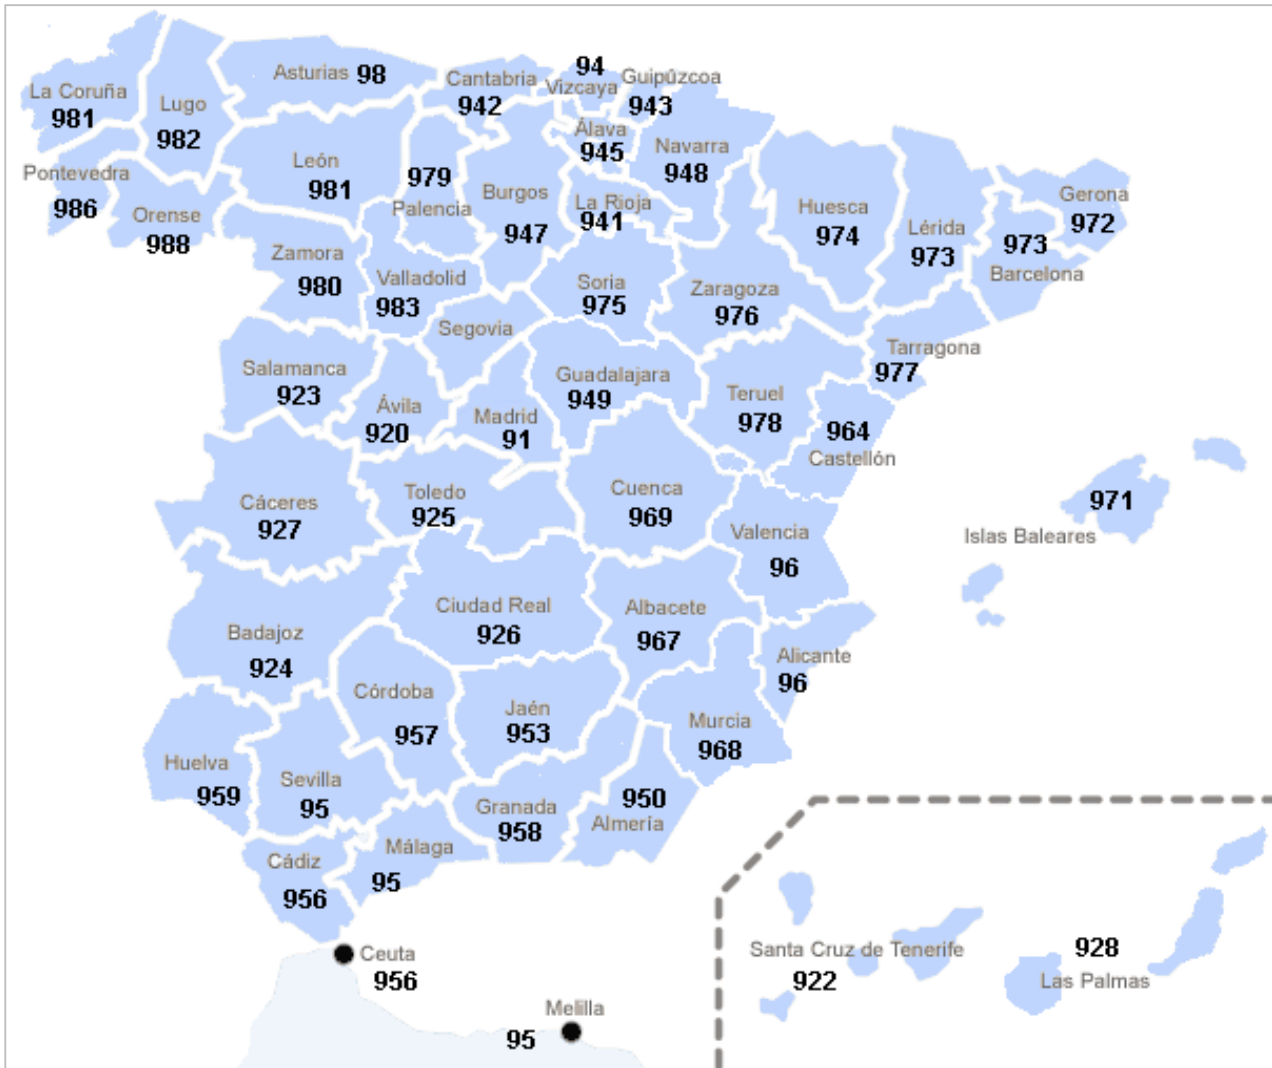 Asturias 98
Cantabria
942
94
Vizcaya
Guipúzcoa
943
La Coruña
981
Lugo
982
Álava
945
Navarra
948
León
981
979
Palencia
Burgos
947
La Rioja
941
Pontevedra
986
Orense
988
Huesca
974
Lérida
973
973
Barcelona
Gerona
972
Zamora
980
Valladolid
983
Soria
975
Zaragoza
976
Segovia
Tarragona
977
Salamanca
923
Ávila
920
Madrid
91
Guadalajara
949
Teruel
978
964
Castellón
Cáceres
927
Toledo
925
Cuenca
969
Valencia
96
971
Islas Baleares
Badajoz
924
Ciudad Real
926
Albacete
967
Alicante
96
Córdoba
957
Jaén
953
Murcia
968
Huelva
959
Sevilla
95
Granada
958
950
Almería
Cádiz
956
Málaga
95
Ceuta
956
Melilla
95
Santa Cruz de Tenerife
922
928
Las Palmas